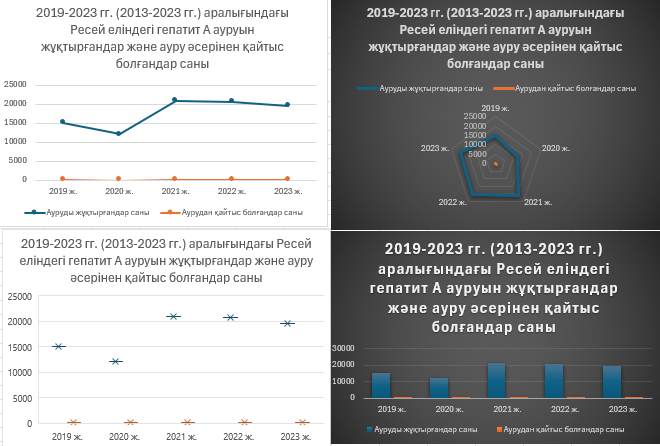 2019-2023 гг. (2013-2023 гг.) аралығындағы
Ресей еліндегі гепатит А ауруын
жұқтырғандар және ауру әсерінен қайтыс
болғандар саны
25000
20000
15000
10000
5000
0
2019 ж. 2020 ж. 2021 ж. 2022 ж. 2023 ж.
Ауруды жұқтырғандар саны Аурудан қайтыс болғандар саны
2019-2023 гг. (2013-2023 гг.) аралығындағы
Ресей еліндегі гепатит А ауруын
жұқтырғандар және ауру әсерінен қайтыс
болғандар саны
Ауруды жұқтырғандар саны Аурудан қайтыс болғандар саны
2019 ж.
25000
20000
15000
10000
5000
0
2023 ж. 2020 ж.
2022 ж. 2021 ж.
2019-2023 гг. (2013-2023 гг.) аралығындағы Ресей
еліндегі гепатит А ауруын жұқтырғандар және ауру
әсерінен қайтыс болғандар саны
25000
20000
15000
10000
5000
0
2019 ж. 2020 ж. 2021 ж. 2022 ж. 2023 ж.
2019-2023 гг. (2013-2023 гг.)
аралығындағы Ресей еліндегі
гепатит А ауруын жұқтырғандар
және ауру әсерінен қайтыс
болғандар саны
30000
20000
10000
0
2019 ж. 2020 ж. 2021 ж. 2022 ж. 2023 ж.
Ауруды жұқтырғандар саны Аурудан қайтыс болғандар саны